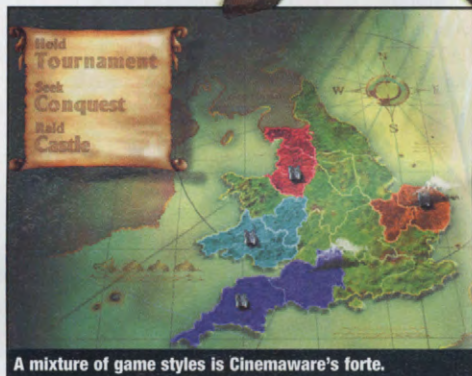 Hold
Tournament
Seek
Conquest
Raid
Castle
N
W
E
S
A mixture of game styles is Cinemaware's forte.